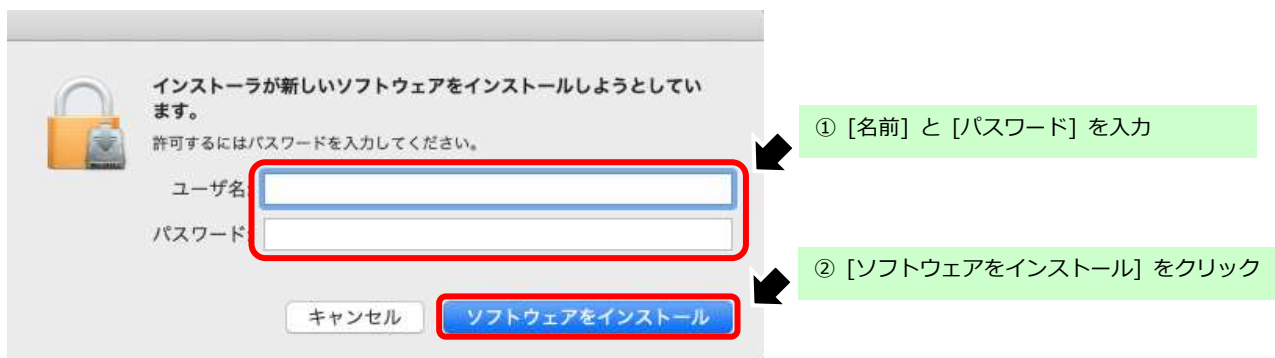 インストーラが新しいソフトウェアをインストールしようとしてい
ます。
許可するにはパスワードを入力してください。
ユーザ名:
パスワード:
キャンセル
ソフトウェアをインストール
① [名前] と [パスワード] を入力
② [ソフトウェアをインストール] をクリック